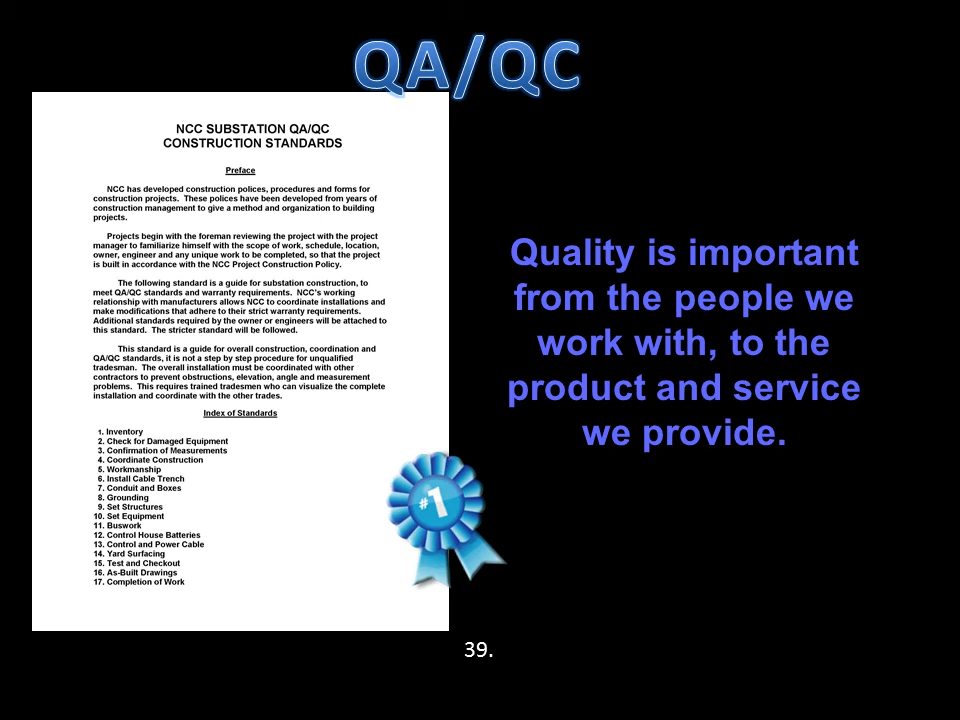 QA/QC
NCC SUBSTATION QA/QC
CONSTRUCTION STANDARDS
Preface
NCC has developed construction polices, procedures and forms for
construction projects. These polices have been developed from years of
construction management to give a method and organization to building
projects.
Projects begin with the foreman reviewing the project with the project
manager to familiarize himself with the scope of work, schedule, location,
owner, engineer and any unique work to be completed, so that the project
is built in accordance with the NCC Project Construction Policy.
The following standard is a guide for substation construction, to
meet QA/QC standards and warranty requirements. NCC's working
relationship with manufacturers allows NCC to coordinate installations and
make modifications that adhere to their strict warranty requirements.
Additional standards required by the owner or engineers will be attached to
this standard. The stricter standard will be followed.
This standard is a guide for overall construction, coordination and
QA/QC standards, it is not a step by step procedure for unqualified
tradesman. The overall installation must be coordinated with other
contractors to prevent obstructions, elevation, angle and measurement
problems. This requires trained tradesmen who can visualize the complete
installation and coordinate with the other trades.
Index of Standards
1. Inventory
2. Check for Damaged Equipment
3. Confirmation of Measurements
4. Coordinate Construction
5. Workmanship
6. Install Cable Trench
7. Conduit and Boxes
8. Grounding
9. Set Structures
10. Set Equipment
11. Buswork
12. Control House Batteries
13. Control and Power Cable
14. Yard Surfacing
15. Test and Checkout
16. As-Built Drawings
17. Completion of Work
#1
Quality is important
from the people we
work with, to the
product and service
we provide.
39.